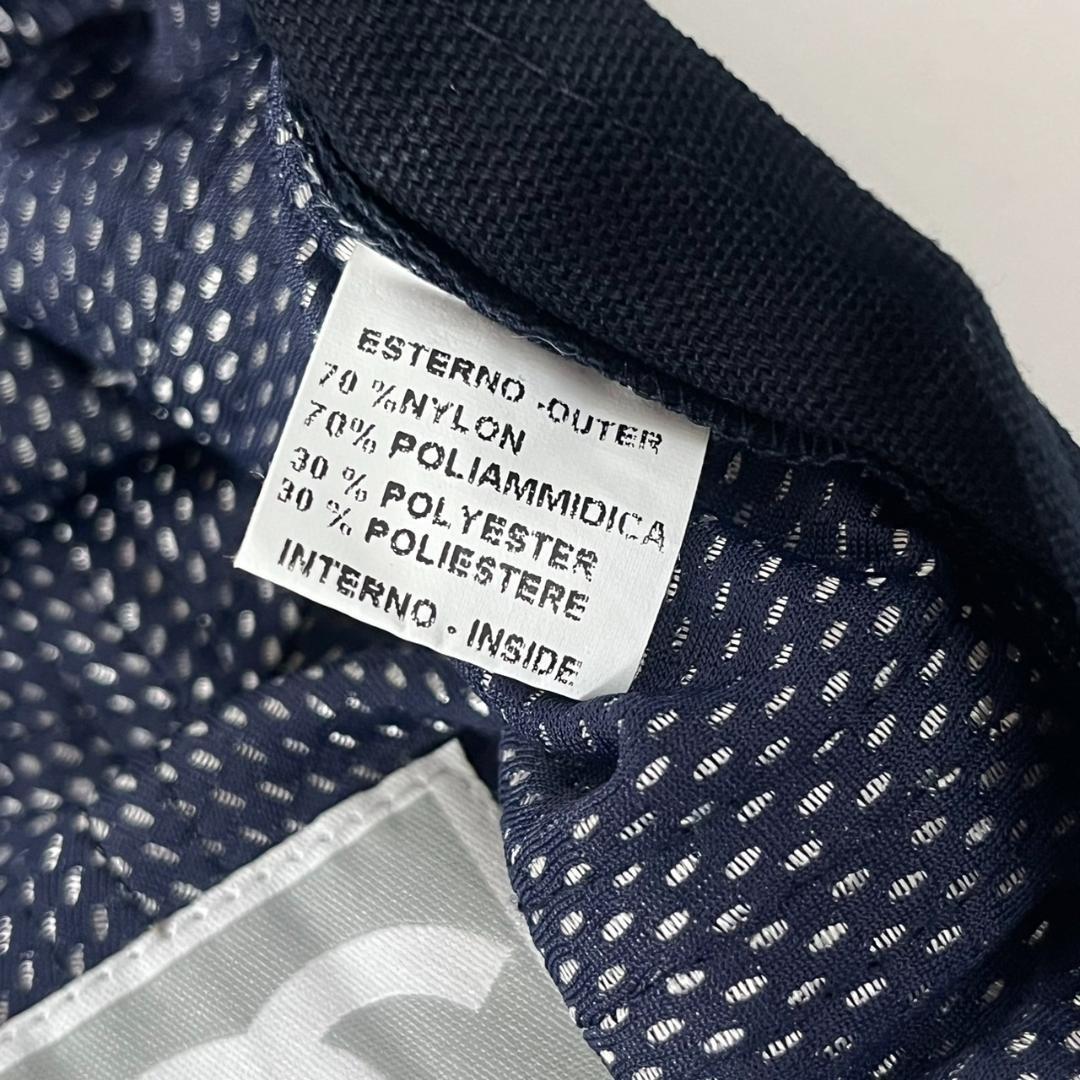 ESTERNO -OUTER
70 %NYLON
70% POLIAMMIDICA
30 % POLYESTER
30 % POLIESTERE
INTERNO - INSIDE